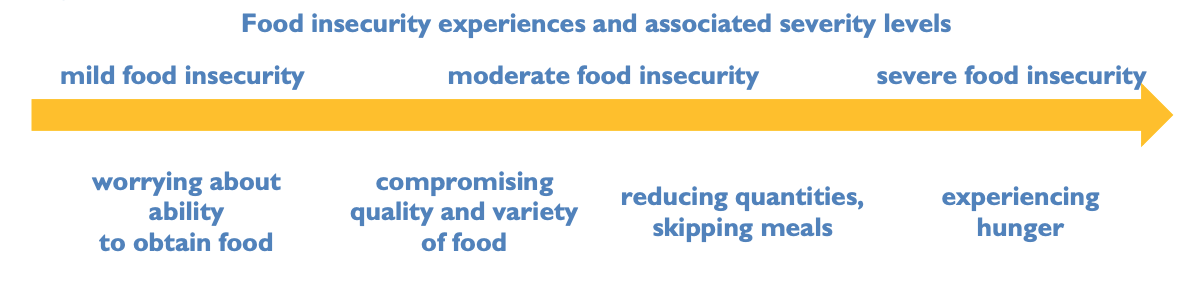 Food insecurity experiences and associated severity levels
mild food insecurity
moderate food insecurity
severe food insecurity
worrying about
ability
to obtain food
compromising
quality and variety
of food
reducing quantities,
skipping meals
experiencing
hunger